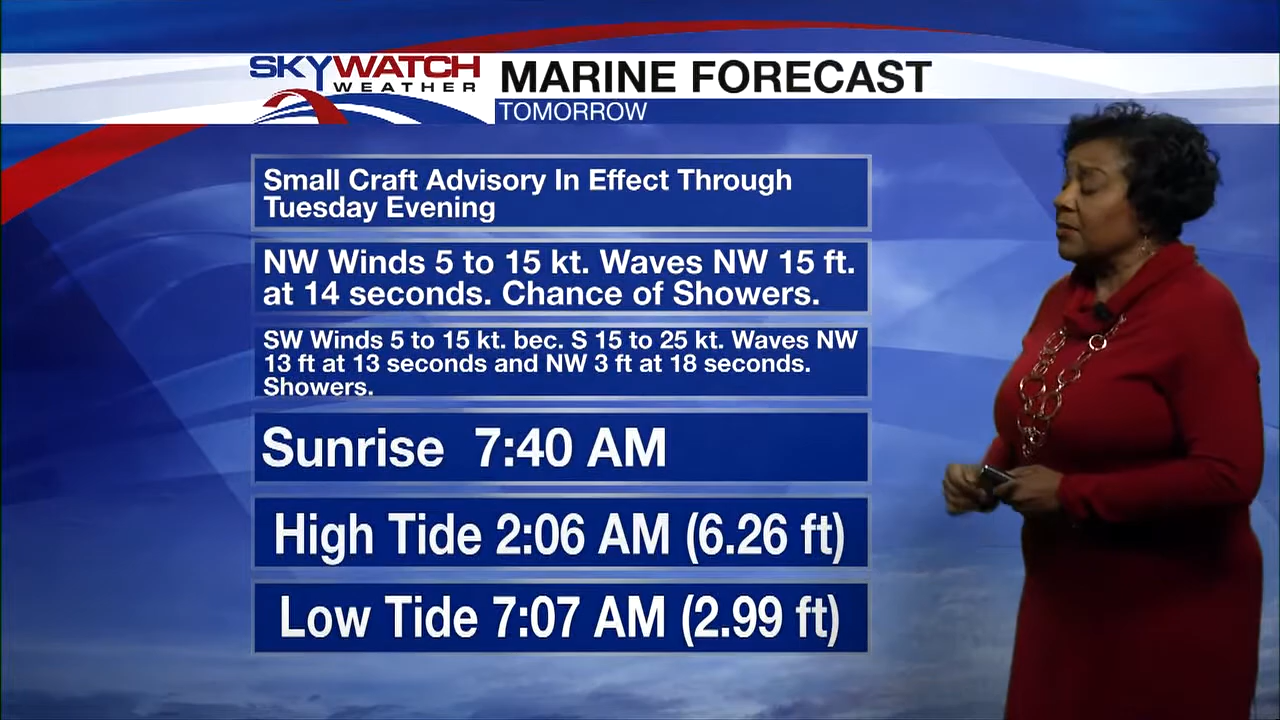 SKYWATCH
WEATHER
MARINE FORECAST
TOMORROW
Small Craft Advisory In Effect Through
Tuesday Evening
NW Winds 5 to 15 kt. Waves NW 15 ft.
at 14 seconds. Chance of Showers.
SW Winds 5 to 15 kt. bec. S 15 to 25 kt. Waves NW
13 ft at 13 seconds and NW 3 ft at 18 seconds.
Showers.
Sunrise 7:40 AM
High Tide 2:06 AM (6.26 ft)
Low Tide 7:07 AM (2.99 ft)